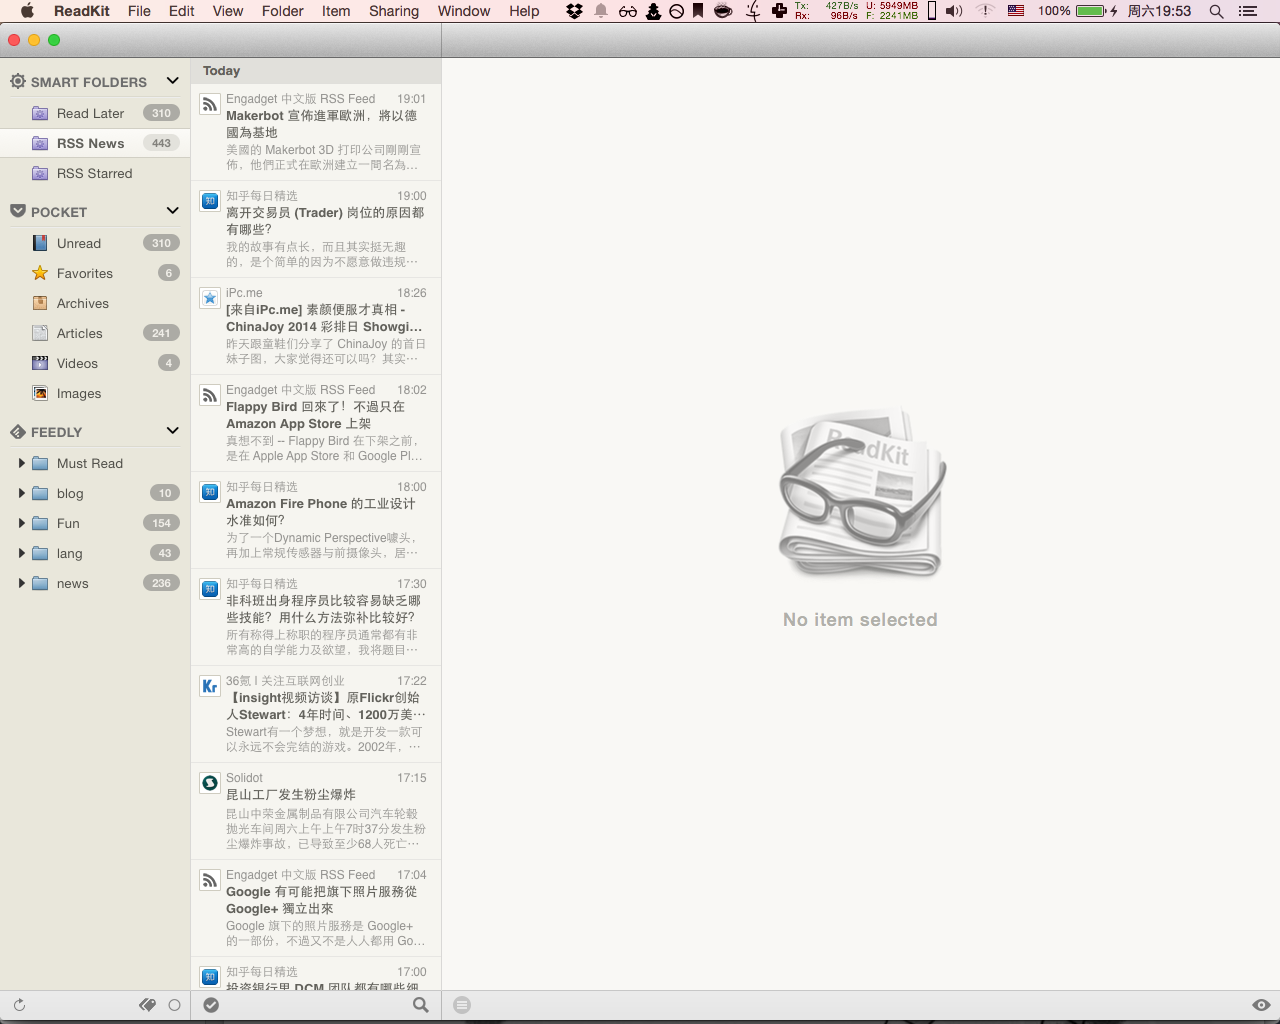 ReadKit File Edit View Folder Item Sharing Window Help Tx: 427B/s U: 5949MB 100% 周六19:53
Rx: 96B/s F: 2241MB
SMART FOLDERS
Read Later 310
RSS News 443
RSS Starred
POCKET
Unread 310
Favorites 6
Archives
Articles 241
Videos 4
Images
FEEDLY
Must Read
blog 10
Fun 154
lang 43
news 236
Today
Engadget 中文版 RSS Feed 19:01
Makerbot 宣佈進軍歐洲，將以德
國為基地
美國的 Makerbot 3D 打印公司剛剛宣
佈，他們正式在歐洲建立一間名為…
知乎每日精选 19:00
离开交易员 (Trader) 岗位的原因都
有哪些？
我的故事有点长，而且其实挺无趣
的，是个简单的因为不愿意做违规…
iPc.me 18:26
[来自iPc.me] 素颜便服才真相 -
ChinaJoy 2014 彩排日 Showgi...
昨天跟童鞋们分享了 ChinaJoy 的首日
妹子图，大家觉得还可以吗？其实…
Engadget 中文版 RSS Feed 18:02
Flappy Bird 回來了！不過只在
Amazon App Store 上架
真想不到 -- Flappy Bird 在下架之前，
是在 Apple App Store 和 Google Pl...
知乎每日精选 18:00
Amazon Fire Phone 的工业设计
水准如何？
为了一个Dynamic Perspective噱头，
再加上常规传感器与前摄像头，居…
知乎每日精选 17:30
非科班出身程序员比较容易缺乏哪
些技能？用什么方法弥补比较好？
所有称得上称职的程序员通常都有非
常高的自学能力及欲望，我将题目…
36氪 | 关注互联网创业 17:22
【insight视频访谈】原Flickr创始
人Stewart：4年时间、1200万美…
Stewart有一个梦想，就是开发一款可
以永远不会完结的游戏。2002年，…
Solidot 17:15
昆山工厂发生粉尘爆炸
昆山中荣金属制品有限公司汽车轮毂
抛光车间周六上午上午7时37分发生粉
尘爆炸事故，已导致至少68人死亡…
Engadget 中文版 RSS Feed 17:04
Google 有可能把旗下照片服務從
Google+ 獨立出來
Google 旗下的照片服務是 Google+
的一部份，不過又不是人人都用 Go...
知乎每日精选 17:00
投资银行里 DCM 团队都有哪些细
ReadKit
No item selected